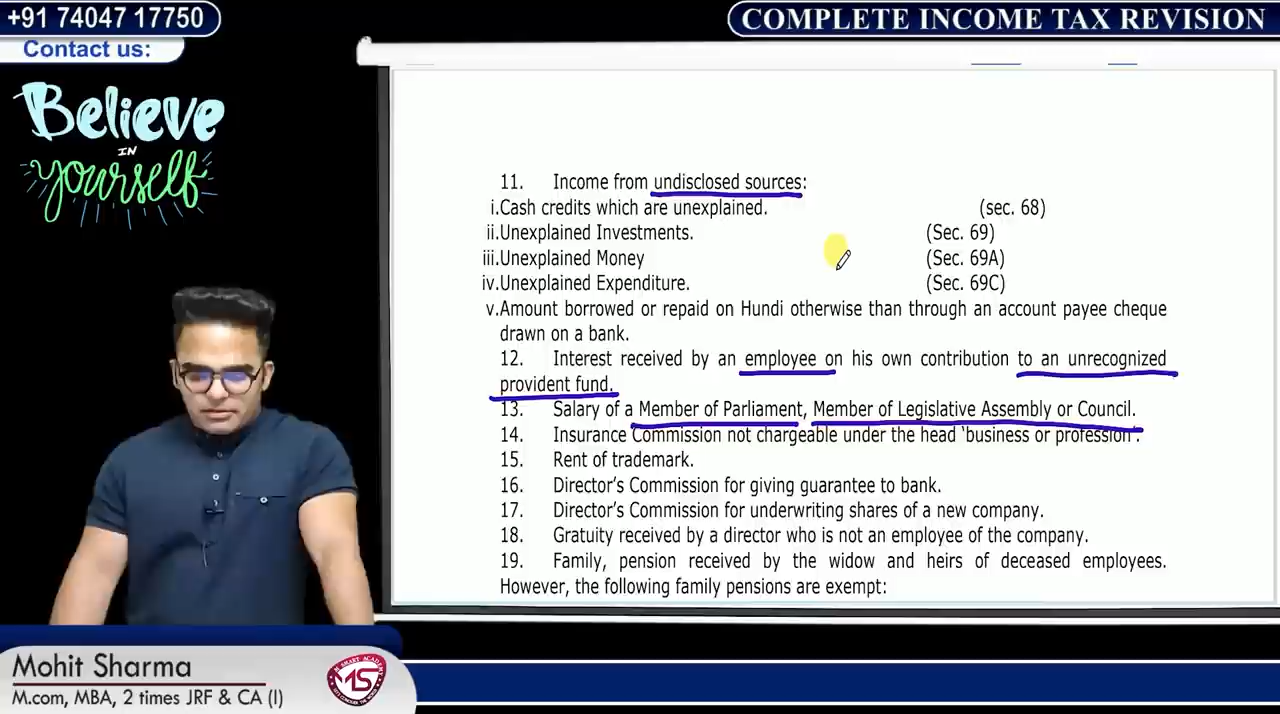 +91 74047 17750
Contact us:
COMPLETE INCOME TAX REVISION
Believe
IN
yourself
11. Income from undisclosed sources:
i.Cash credits which are unexplained. (sec. 68)
ii.Unexplained Investments. (Sec. 69)
iii.Unexplained Money (Sec. 69A)
iv.Unexplained Expenditure. (Sec. 69C)
v.Amount borrowed or repaid on Hundi otherwise than through an account payee cheque
drawn on a bank.
12. Interest received by an employee on his own contribution to an unrecognized
provident fund.
13. Salary of a Member of Parliament, Member of Legislative Assembly or Council.
14. Insurance Commission not chargeable under the head 'business or profession'.
15. Rent of trademark.
16. Director's Commission for giving guarantee to bank.
17. Director's Commission for underwriting shares of a new company.
18. Gratuity received by a director who is not an employee of the company.
19. Family, pension received by the widow and heirs of deceased employees.
However, the following family pensions are exempt:
Mohit Sharma
M.com, MBA, 2 times JRF & CA (I)
MS